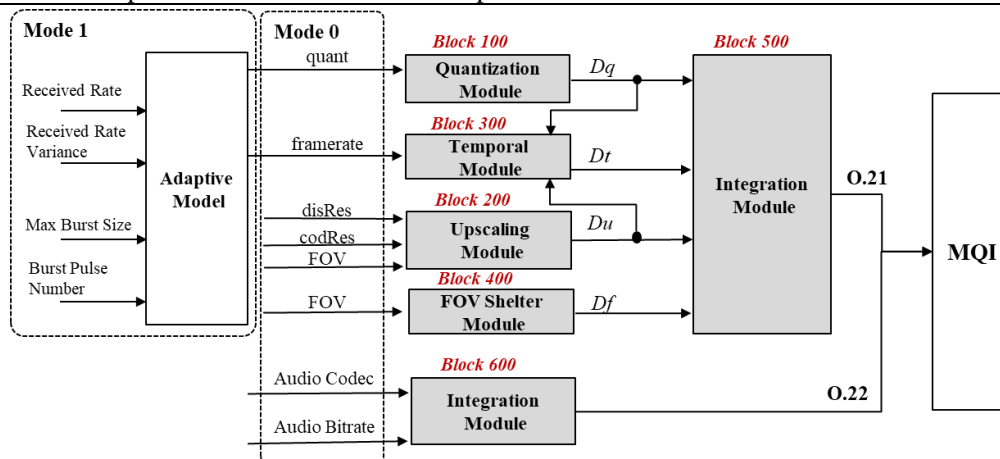 Mode 1
Mode 0
Block 100
Block 500
quant
Quantization
Module
Dq
Received Rate
Received Rate
Variance
Adaptive
Model
Block 300
framerate
Temporal
Module
Dt
Integration
Module
O.21
disRes
codRes
FOV
Block 200
Upscaling
Module
Du
Max Burst Size
Burst Pulse
Number
MQI
FOV
Block 400
FOV Shelter
Module
Df
Block 600
Audio Codec
Audio Bitrate
Integration
Module
O.22